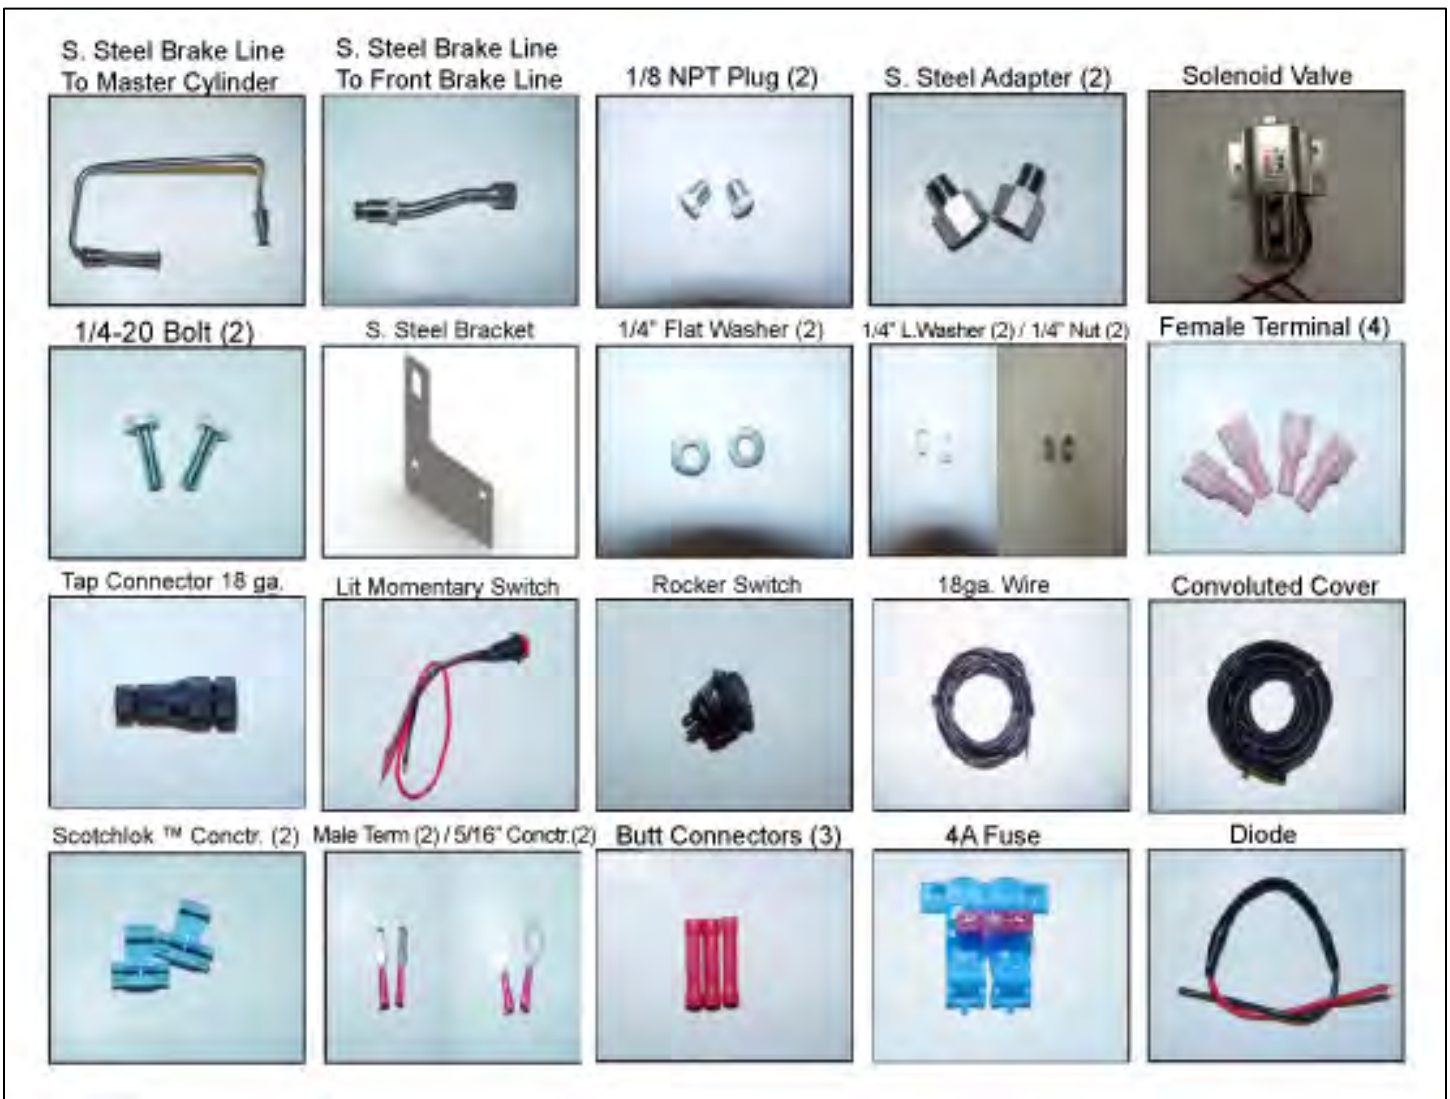 S. Steel Brake Line
To Master Cylinder
S. Steel Brake Line
To Front Brake Line
1/8 NPT Plug (2)
S. Steel Adapter (2)
Solenoid Valve
1/4-20 Bolt (2)
S. Steel Bracket
1/4" Flat Washer (2)
1/4" L.Washer (2) / 1/4" Nut (2)
Female Terminal (4)
Tap Connector 18 ga.
Lit Momentary Switch
Rocker Switch
18ga. Wire
Convoluted Cover
Scotchlok ™ Conctr. (2)
Male Term (2) / 5/16" Conctr.(2)
Butt Connectors (3)
4A Fuse
Diode